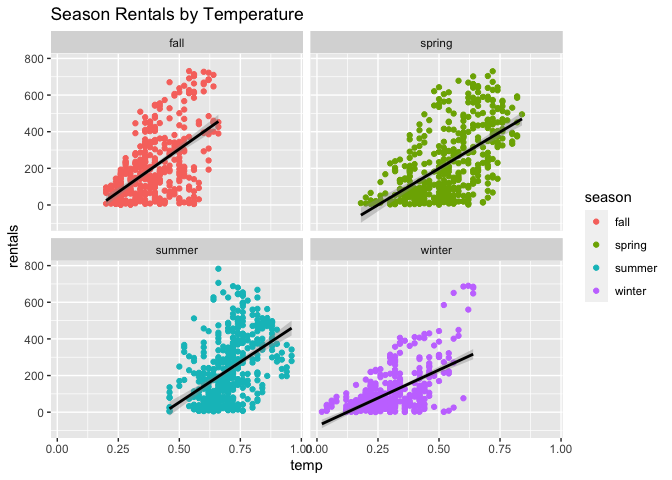 Season Rentals by Temperature
fall
spring
800
600
400
200
0
summer
winter
800
600
400
200
0
0.00
0.25
0.50
0.75
1.00
0.00
0.25
0.50
0.75
1.00
rentals
temp
season
fall
spring
summer
winter